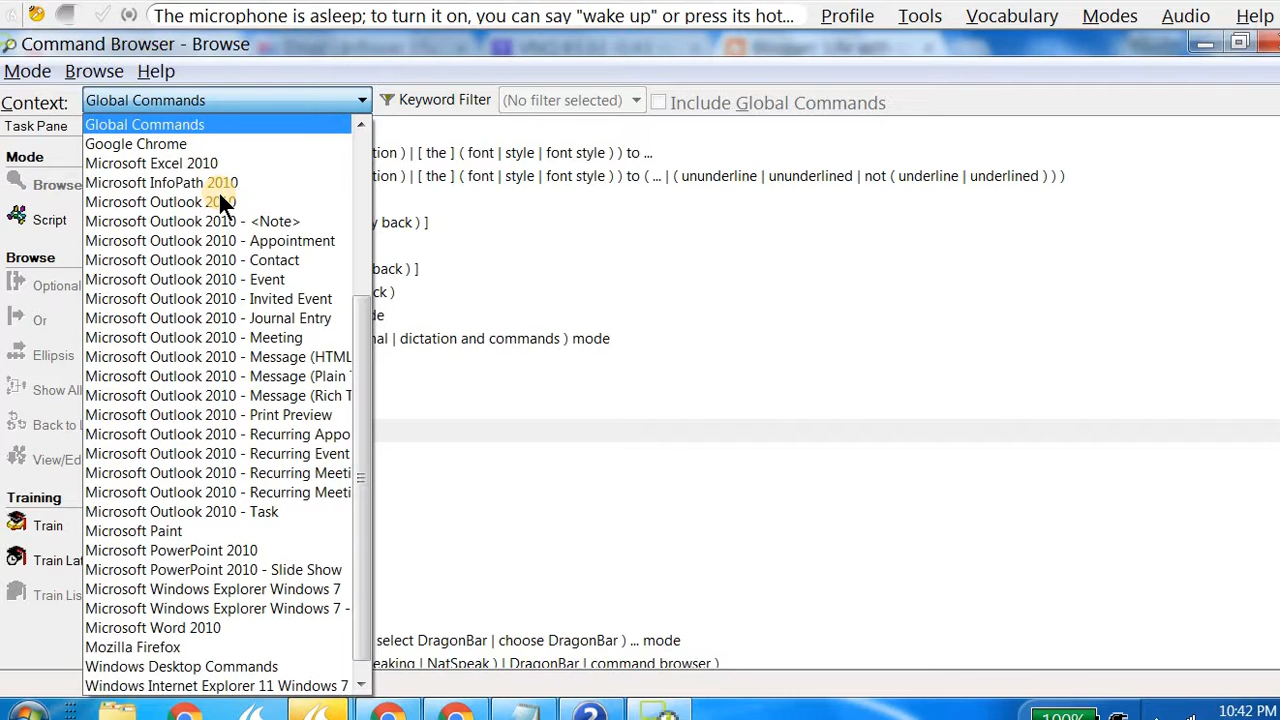 The microphone is asleep; to turn it on, you can say "wake up" or press its hot... Profile Tools Vocabulary Modes Audio Help
Command Browser - Browse
Mode Browse Help
Context: Global Commands Keyword Filter (No filter selected) Include Global Commands
Task Pane
Global Commands
Google Chrome
Mode
tion ) | [ the ] ( font | style | font style ) ) to ...
Microsoft Excel 2010
Browse
Microsoft InfoPath 2010
tion ) | [ the ] ( font | style | font style ) ) to ( ... | ( ununderline | ununderlined | not ( underline | underlined ) ) )
Microsoft Outlook 2010
Script
Microsoft Outlook 2010 - <Note>
y back ) ]
Microsoft Outlook 2010 - Appointment
Browse
Microsoft Outlook 2010 - Contact
back ) ]
Optional
Microsoft Outlook 2010 - Event
ck )
Microsoft Outlook 2010 - Invited Event
Or
Microsoft Outlook 2010 - Journal Entry
de
Microsoft Outlook 2010 - Meeting
nal | dictation and commands ) mode
Ellipsis
Microsoft Outlook 2010 - Message (HTML
Microsoft Outlook 2010 - Message (Plain
Show All
Microsoft Outlook 2010 - Message (Rich T
Microsoft Outlook 2010 - Print Preview
Back to L
Microsoft Outlook 2010 - Recurring Appo
Microsoft Outlook 2010 - Recurring Event
View/Ed
Microsoft Outlook 2010 - Recurring Meeti
Microsoft Outlook 2010 - Recurring Meeti
Training
Microsoft Outlook 2010 - Task
Train
Microsoft Paint
Microsoft PowerPoint 2010
Train Lat
Microsoft PowerPoint 2010 - Slide Show
Microsoft Windows Explorer Windows 7
Train Lis
Microsoft Windows Explorer Windows 7 -
Microsoft Word 2010
Mozilla Firefox
select DragonBar | choose DragonBar ) ... mode
Windows Desktop Commands
eaking | NatSpeak ) | DragonBar | command browser )
Windows Internet Explorer 11 Windows 7
100%
10:42 PM